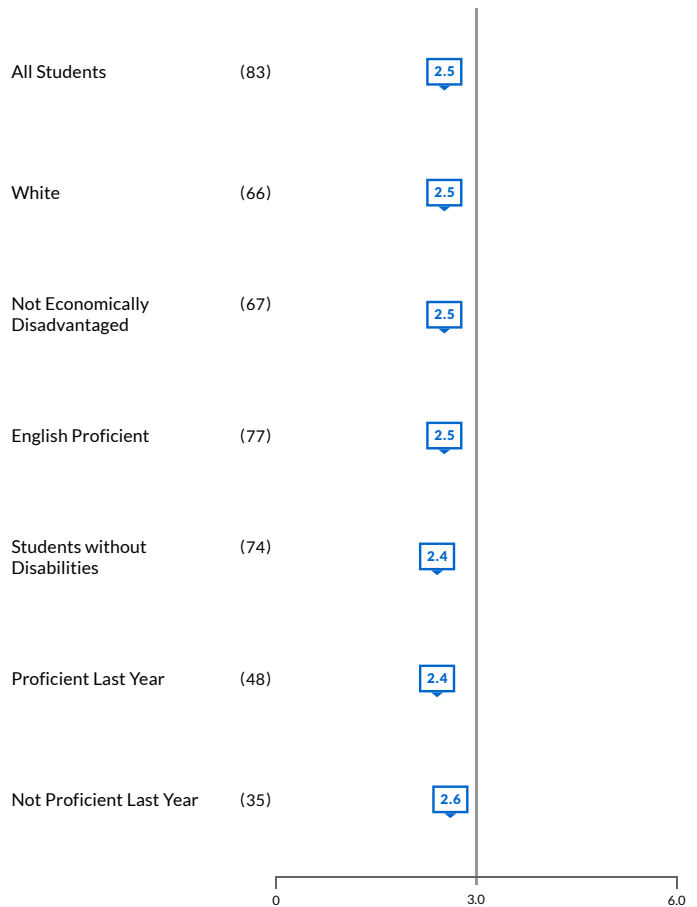 All Students (83) 2.5
White (66) 2.5
Not Economically (67) 2.5
Disadvantaged
English Proficient (77) 2.5
Students without (74) 2.4
Disabilities
Proficient Last Year (48) 2.4
Not Proficient Last Year (35) 2.6
0 3.0 6.0